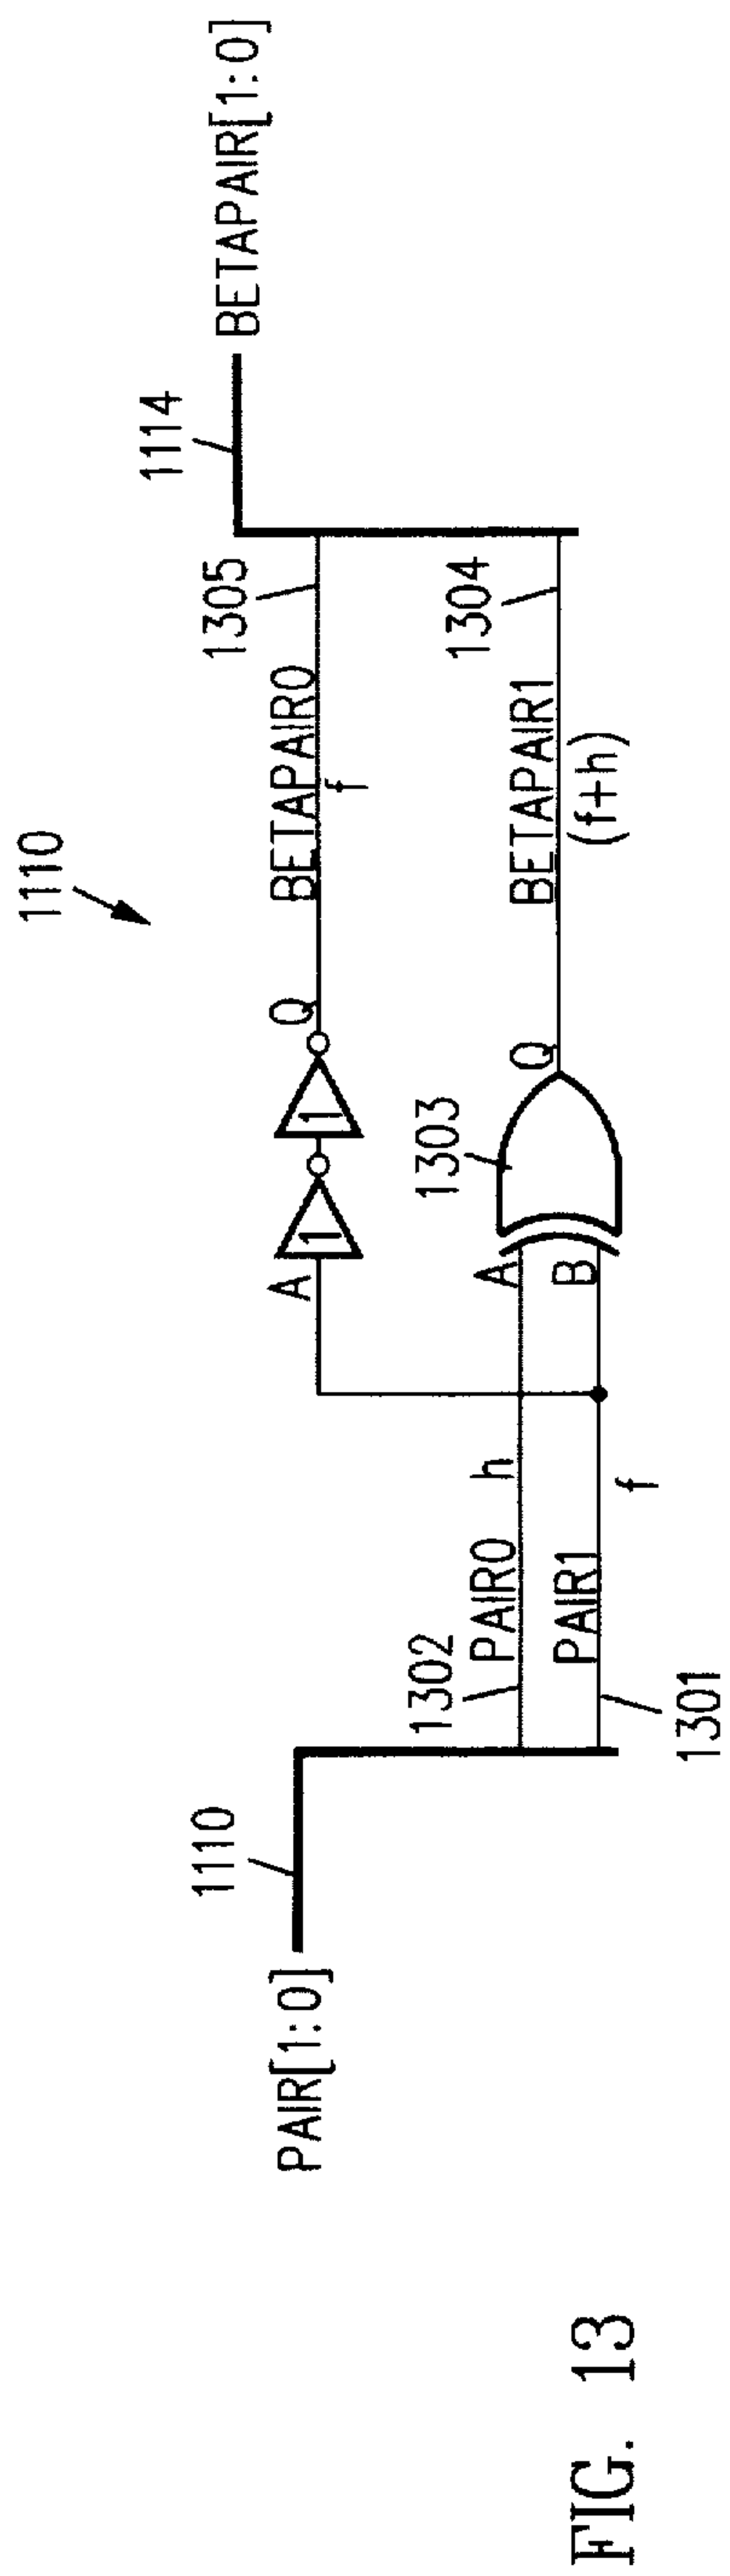 1110
1114
BETAPAIR[1:0]
1305
BETAPAIR0
f
Q
1
1
A
1304
BETAPAIR1
(f+h)
Q
1303
A
B
h
PAIR0
1302
PAIR1
f
1301
1110
PAIR[1:0]
FIG. 13